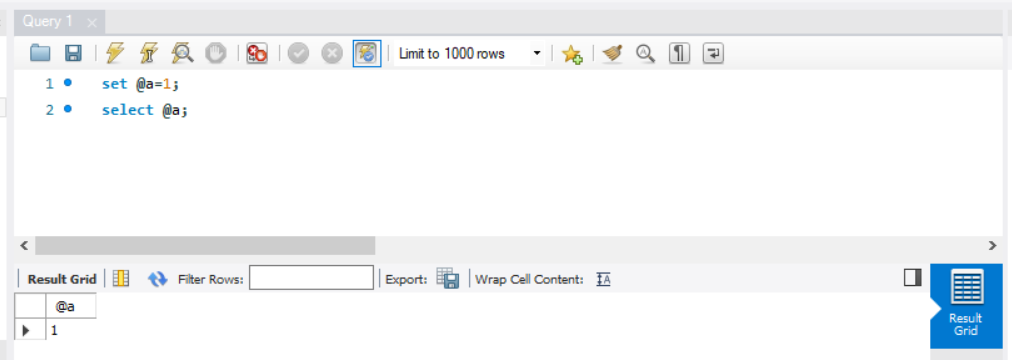 Query 1
Limit to 1000 rows
1 set @a=1;
2 select @a;
Result Grid Filter Rows: Export: Wrap Cell Content:
@a
1
Result
Grid